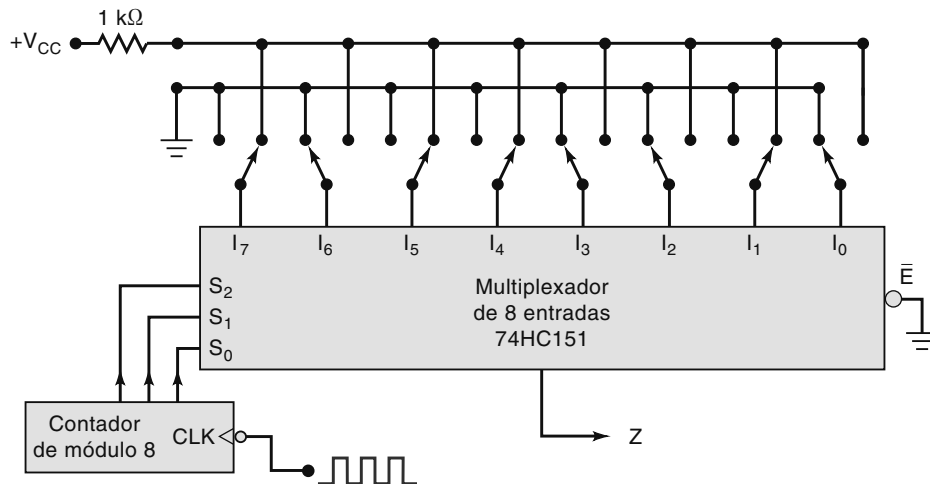 1 kΩ
+V_CC
I₇ I₆ I₅ I₄ I₃ I₂ I₁ I₀
E̅
S₂
S₁
S₀
Multiplexador
de 8 entradas
74HC151
Contador
de módulo 8
CLK
Z